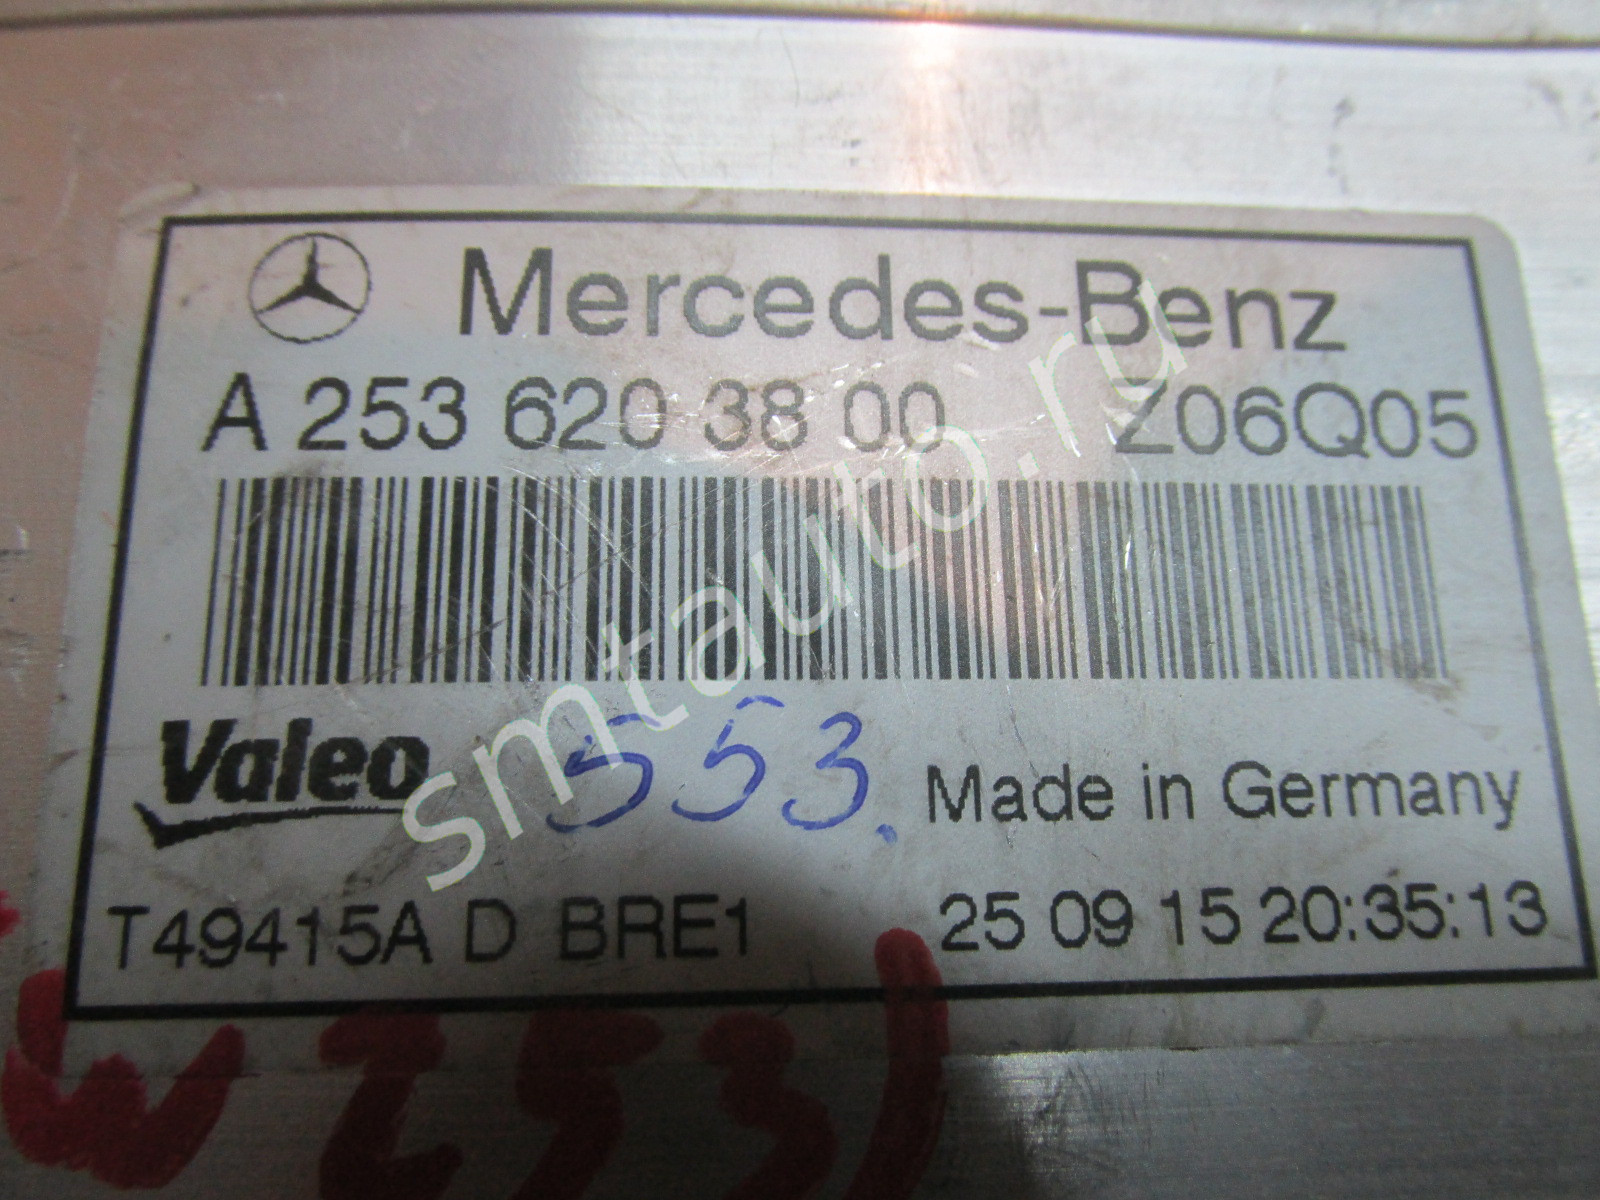 Mercedes-Benz
A 253 620 38 00 Z06Q05
Valeo
553.
Made in Germany
T49415A D BRE1 25 09 15 20:35:13
W253)
smtauto.ru